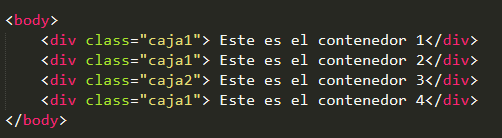 <body>
    <div class="caja1"> Este es el contenedor 1</div>
    <div class="caja1"> Este es el contenedor 2</div>
    <div class="caja2"> Este es el contenedor 3</div>
    <div class="caja1"> Este es el contenedor 4</div>
</body>